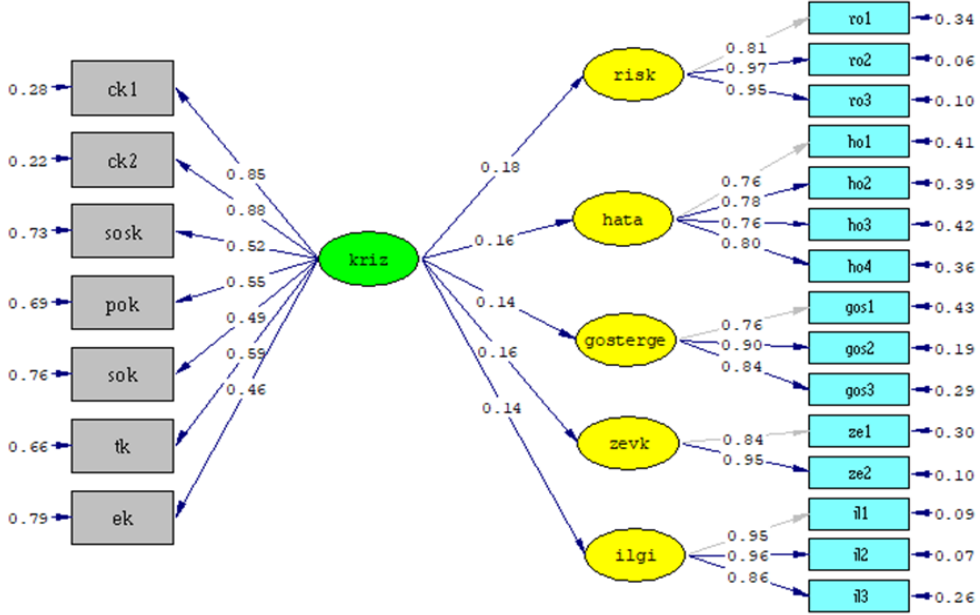 0.28 ck1
0.22 ck2
0.73 sosk
0.69 pok
0.76 sok
0.66 tk
0.79 ek
0.85
0.88
0.52
0.55
0.49
0.59
0.46
kriz
0.18
0.16
0.14
0.16
0.14
risk
hata
gosterge
zevk
ilgi
0.81
0.97
0.95
0.76
0.78
0.76
0.80
0.76
0.90
0.84
0.84
0.95
0.95
0.96
0.86
ro1 0.34
ro2 0.06
ro3 0.10
ho1 0.41
ho2 0.39
ho3 0.42
ho4 0.36
gos1 0.43
gos2 0.19
gos3 0.29
ze1 0.30
ze2 0.10
il1 0.09
il2 0.07
il3 0.26